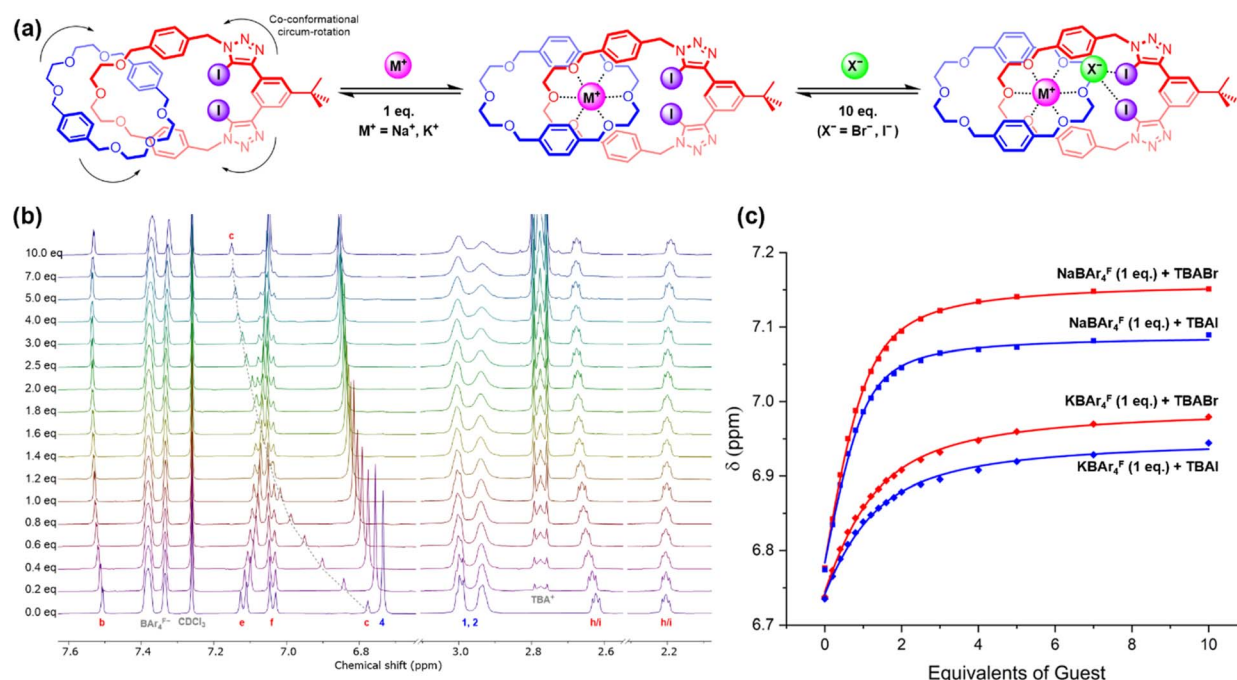 (a)
Co-conformational
circum-rotation
M⁺
1 eq.
M⁺ = Na⁺, K⁺
X⁻
10 eq.
(X⁻ = Br⁻, I⁻)
O
O
O
O
O
O
O
O
O
O
N
N
N
N
N
N
I
I
M⁺
I
I
M⁺
X⁻
I
I
(b)
10.0 eq
7.0 eq
5.0 eq
4.0 eq
3.0 eq
2.5 eq
2.0 eq
1.8 eq
1.6 eq
1.4 eq
1.2 eq
1.0 eq
0.8 eq
0.6 eq
0.4 eq
0.2 eq
0.0 eq
c
b
BAr₄ᶠ⁻
CDCl₃
e
f
c
4
1, 2
TBA⁺
h/i
h/i
7.6
7.4
7.2
7.0
6.8
3.0
2.8
2.6
2.2
Chemical shift (ppm)
(c)
δ (ppm)
7.2
7.1
7.0
6.9
6.8
6.7
NaBAr₄ᶠ (1 eq.) + TBABr
NaBAr₄ᶠ (1 eq.) + TBAI
KBAr₄ᶠ (1 eq.) + TBABr
KBAr₄ᶠ (1 eq.) + TBAI
0
2
4
6
8
10
Equivalents of Guest